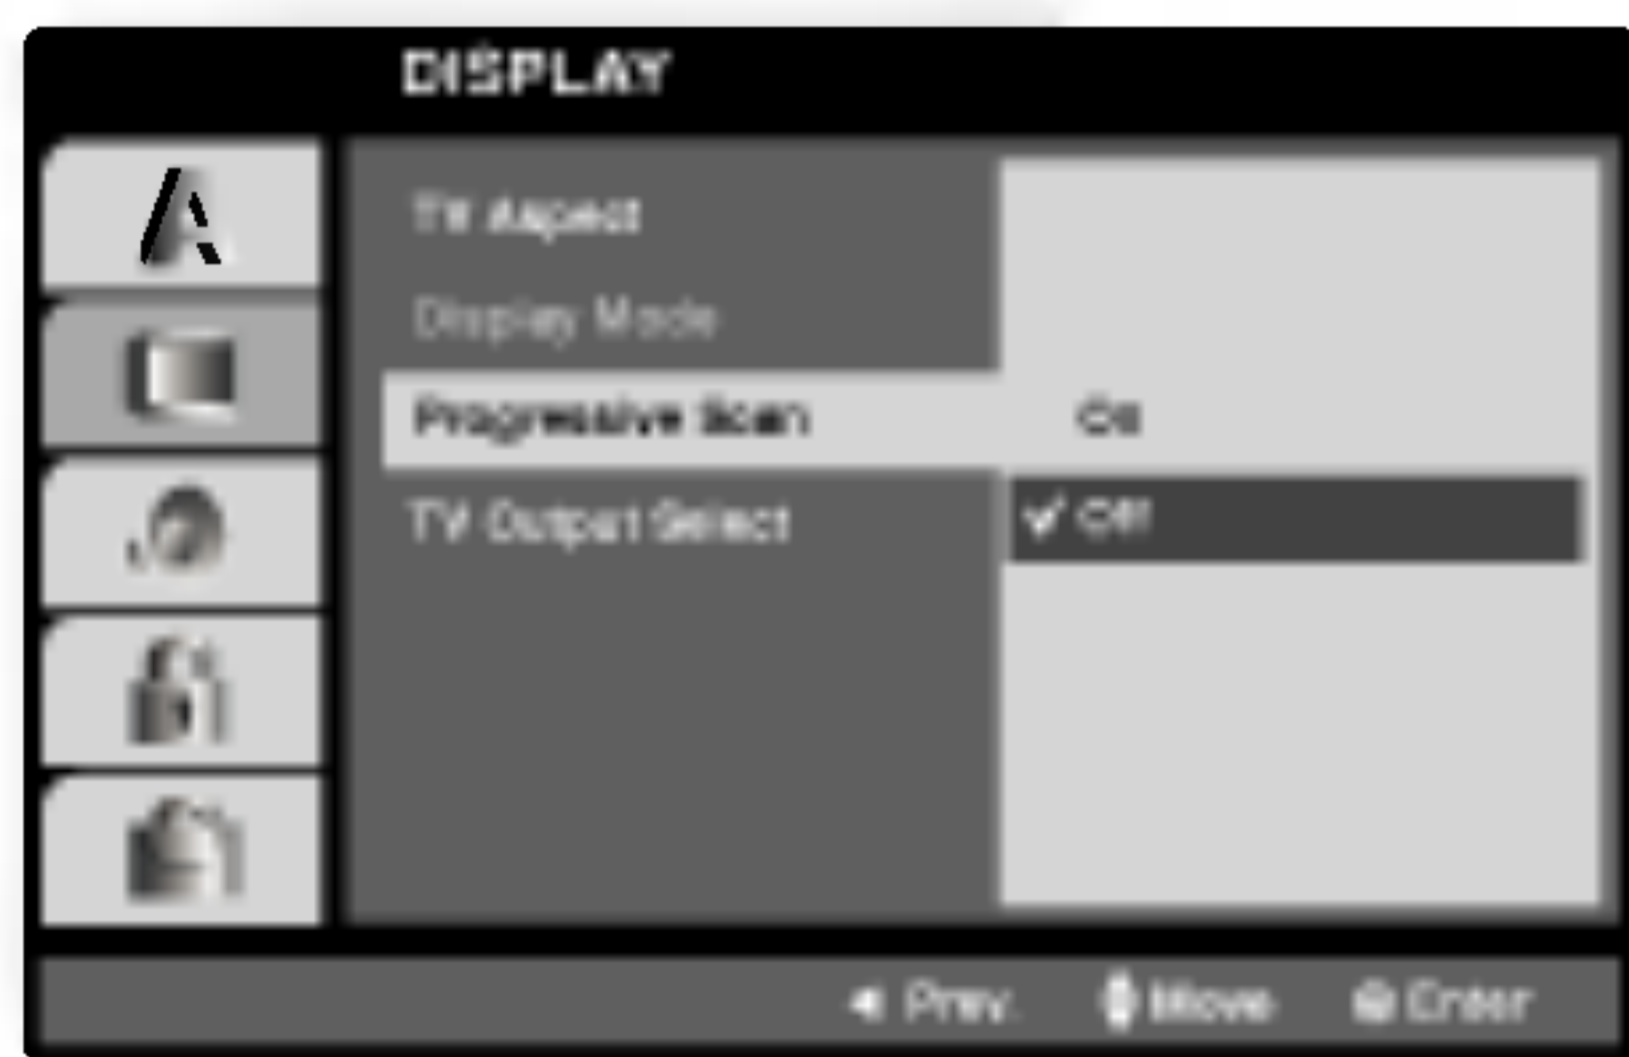 DISPLAY
A
TV Aspect
Display Mode
Progressive Scan
On
TV Output Select
✓ Off
Prev.
Move
Enter